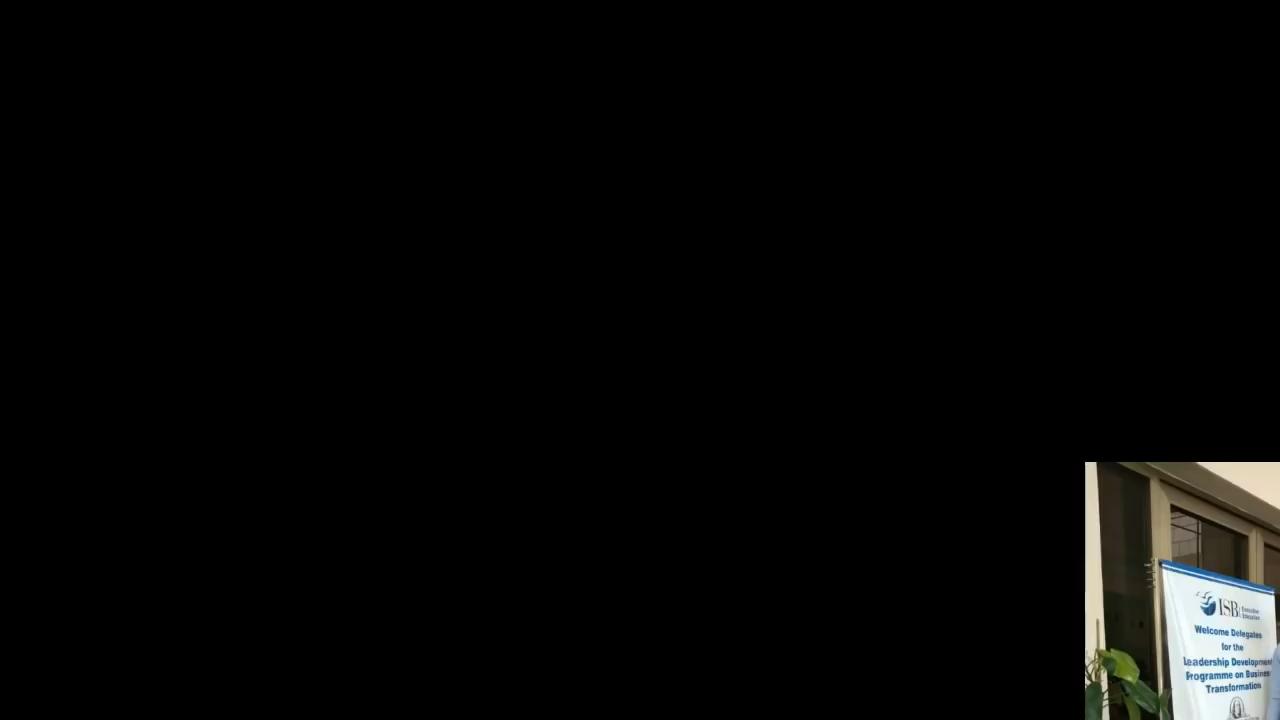 ISB Executive Education
Welcome Delegates
for the
Leadership Development
Programme on Business
Transformation